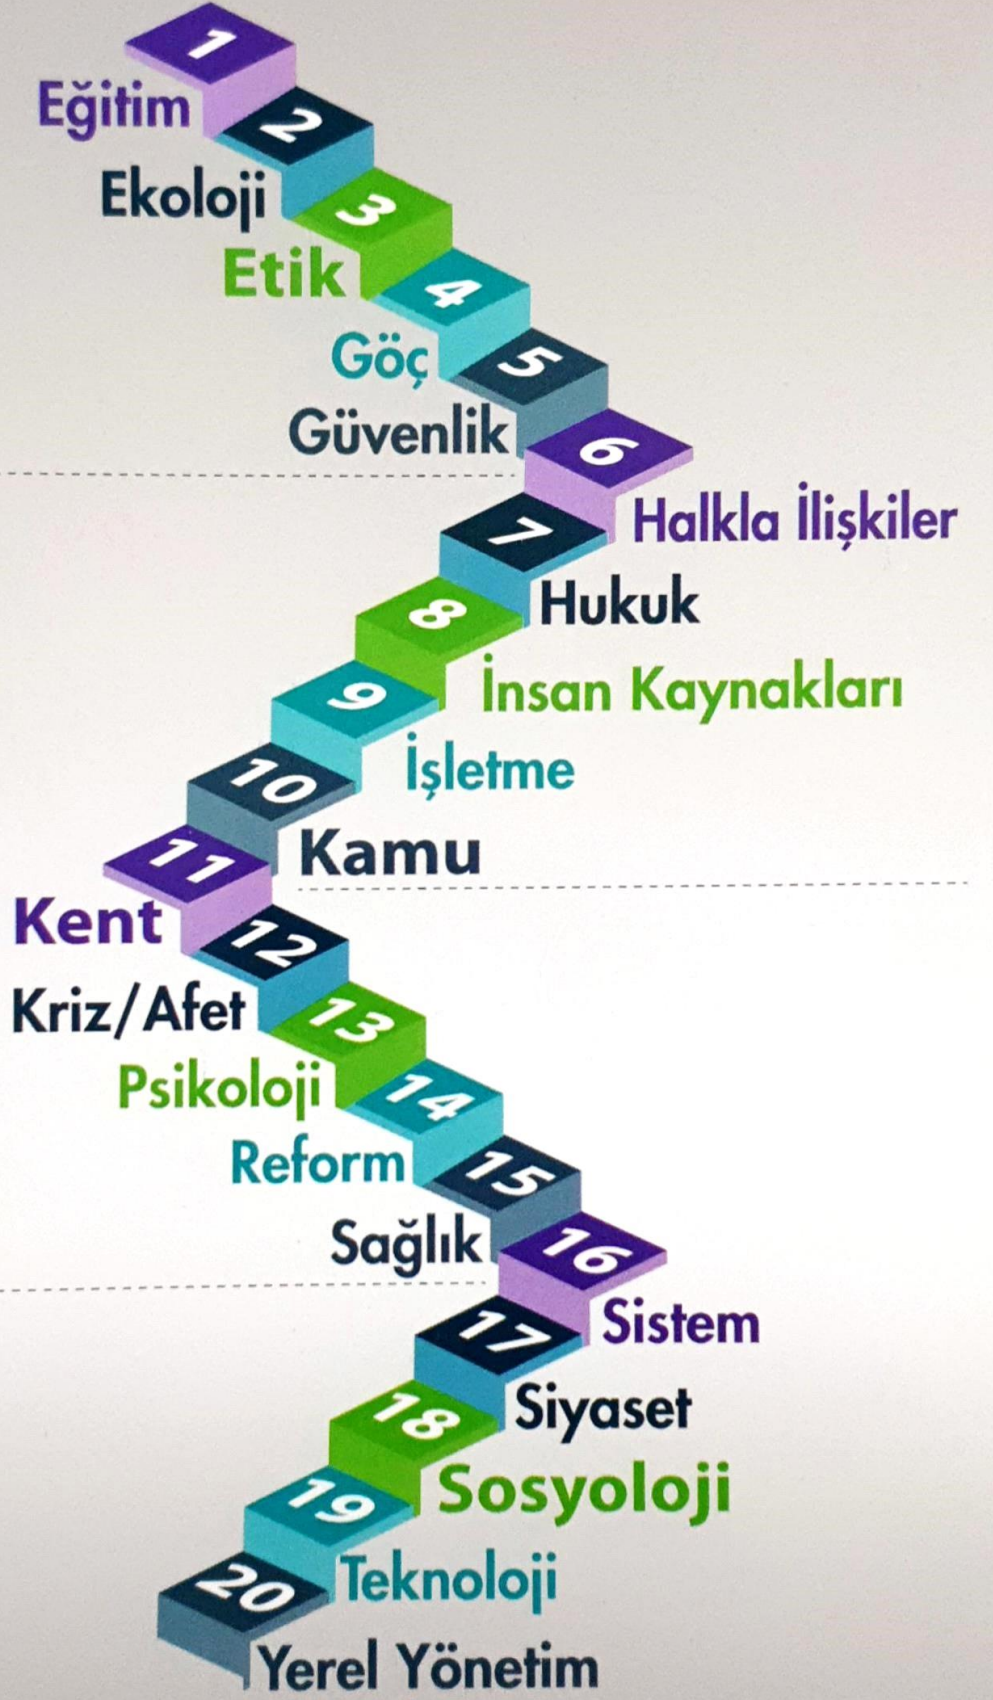 1
Eğitim
2
Ekoloji
3
Etik
4
Göç
5
Güvenlik
6
Halkla İlişkiler
7
Hukuk
8
İnsan Kaynakları
9
İşletme
10
Kamu
11
Kent
12
Kriz/Afet
13
Psikoloji
14
Reform
15
Sağlık
16
Sistem
17
Siyaset
18
Sosyoloji
19
Teknoloji
20
Yerel Yönetim